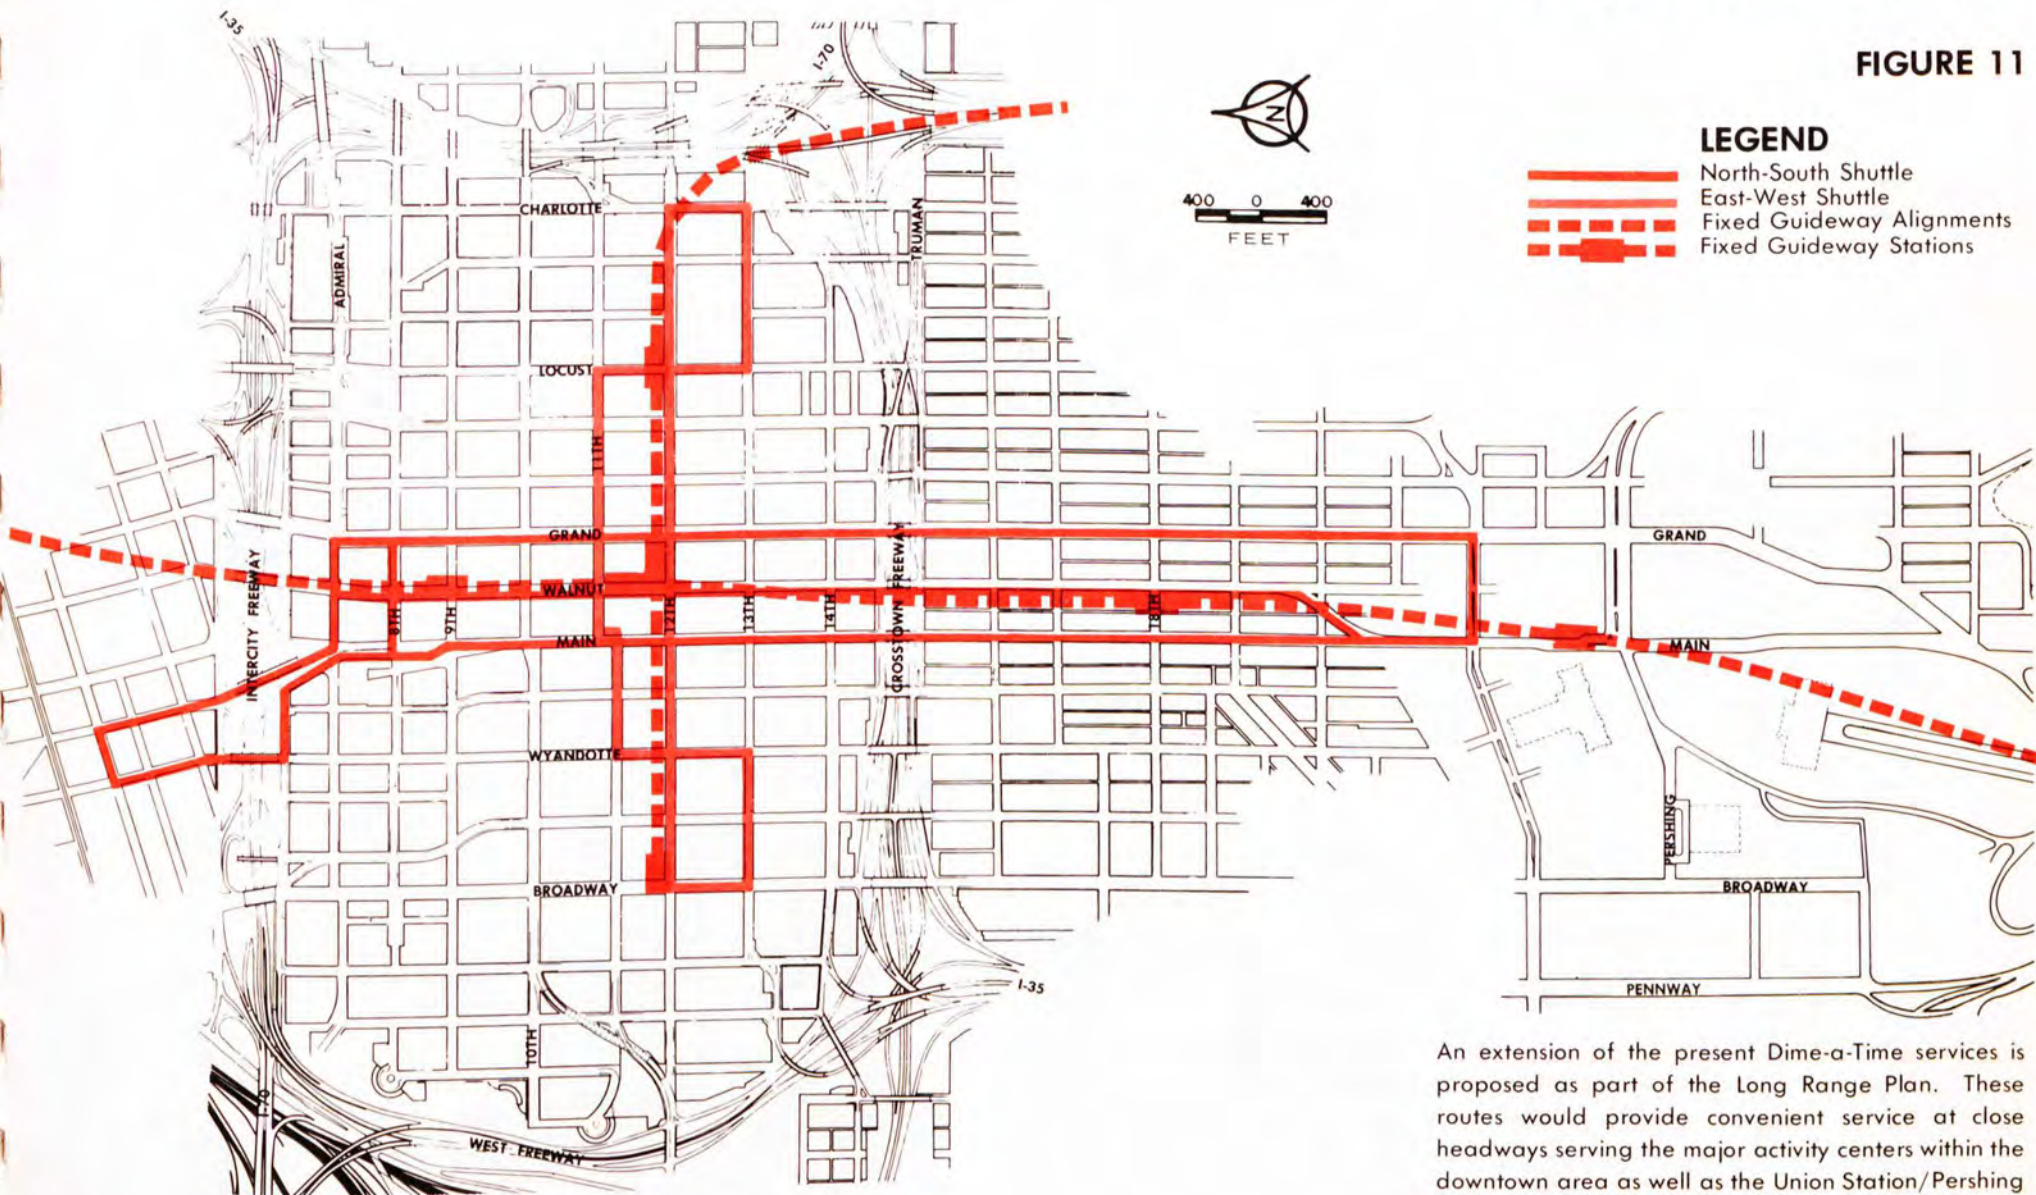 FIGURE 11
LEGEND
North-South Shuttle
East-West Shuttle
Fixed Guideway Alignments
Fixed Guideway Stations
N
400 0 400
FEET
I-35
I-70
CHARLOTTE
ADMIRAL
TRUMAN
LOCUST
11TH
GRAND
GRAND
INTERCITY FREEWAY
WALNUT
8TH
9TH
12TH
13TH
14TH
CROSSTOWN FREEWAY
18TH
MAIN
MAIN
WYANDOTTE
PERSHING
BROADWAY
BROADWAY
I-35
PENNWAY
10TH
I-70
WEST FREEWAY
An extension of the present Dime-a-Time services is
proposed as part of the Long Range Plan. These
routes would provide convenient service at close
headways serving the major activity centers within the
downtown area as well as the Union Station/Pershing